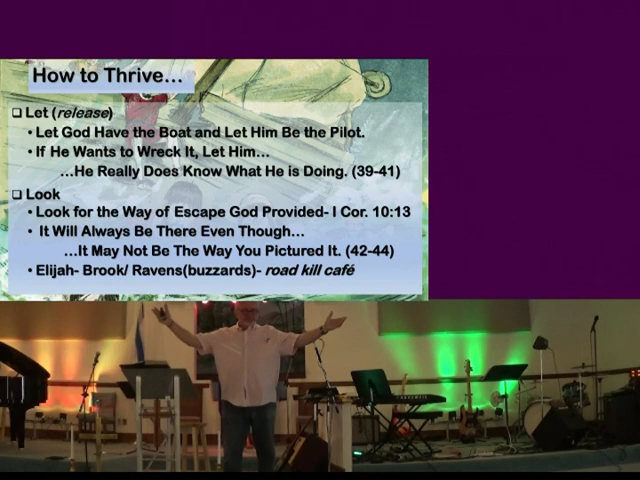 How to Thrive...
❑ Let (release)
• Let God Have the Boat and Let Him Be the Pilot.
• If He Wants to Wreck It, Let Him...
...He Really Does Know What He is Doing. (39-41)
❑ Look
• Look for the Way of Escape God Provided- I Cor. 10:13
• It Will Always Be There Even Though...
...It May Not Be The Way You Pictured It. (42-44)
• Elijah- Brook/ Ravens(buzzards)- road kill café